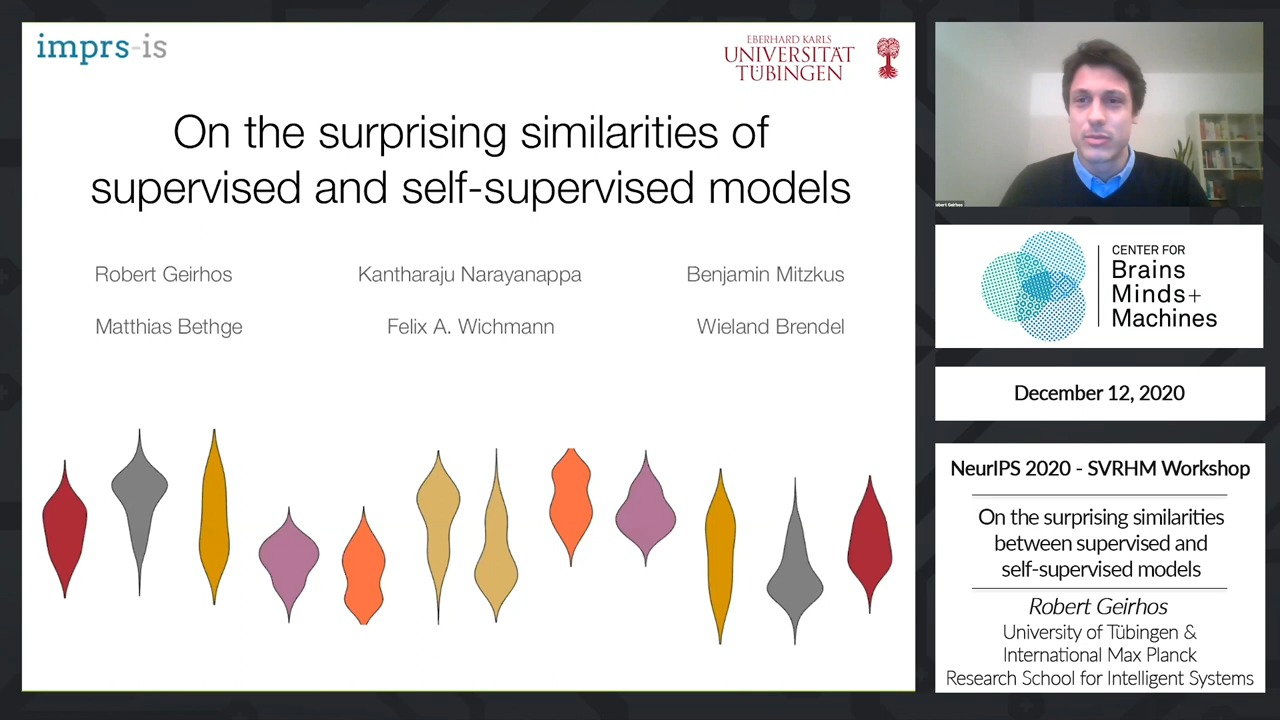 imprs-is
EBERHARD KARLS
UNIVERSITÄT
TÜBINGEN
On the surprising similarities of
supervised and self-supervised models
Robert Geirhos
Kantharaju Narayanappa
Benjamin Mitzkus
Matthias Bethge
Felix A. Wichmann
Wieland Brendel
Robert Geirhos
CENTER FOR
Brains
Minds+
Machines
December 12, 2020
NeurIPS 2020 - SVRHM Workshop
On the surprising similarities
between supervised and
self-supervised models
Robert Geirhos
University of Tübingen &
International Max Planck
Research School for Intelligent Systems